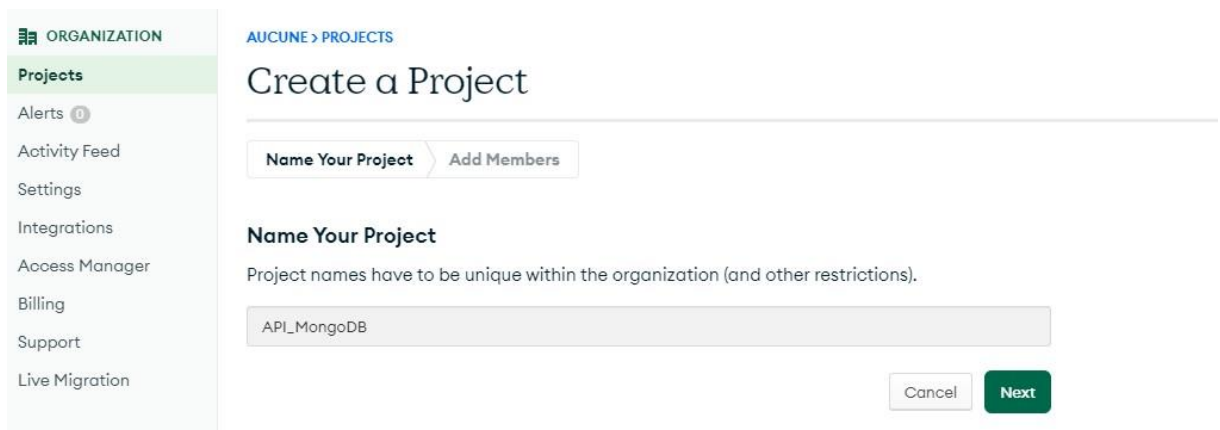 ORGANIZATION
Projects
Alerts 0
Activity Feed
Settings
Integrations
Access Manager
Billing
Support
Live Migration
AUCUNE > PROJECTS
Create a Project
Name Your Project
Add Members
Name Your Project
Project names have to be unique within the organization (and other restrictions).
API_MongoDB
Cancel
Next